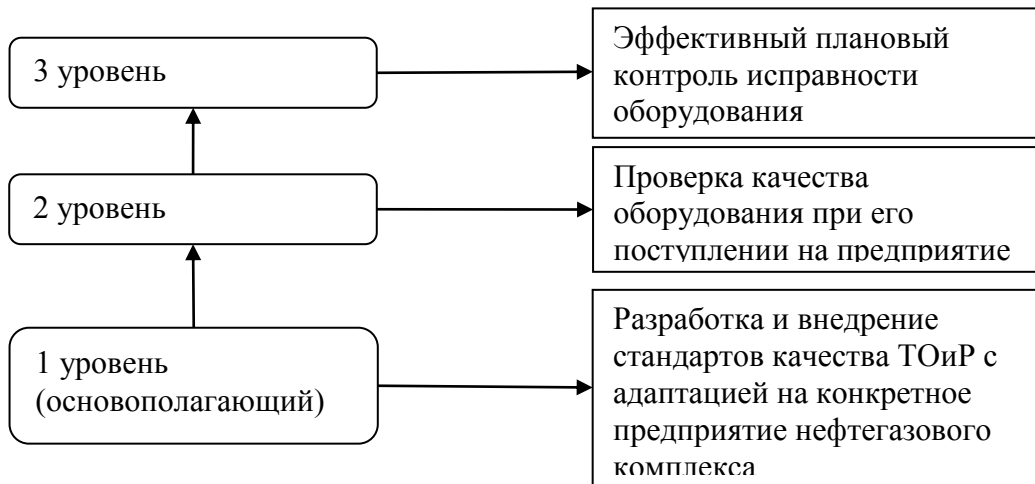 3 уровень
Эффективный плановый
контроль исправности
оборудования
2 уровень
Проверка качества
оборудования при его
поступлении на предприятие
1 уровень
(основополагающий)
Разработка и внедрение
стандартов качества ТОиР с
адаптацией на конкретное
предприятие нефтегазового
комплекса